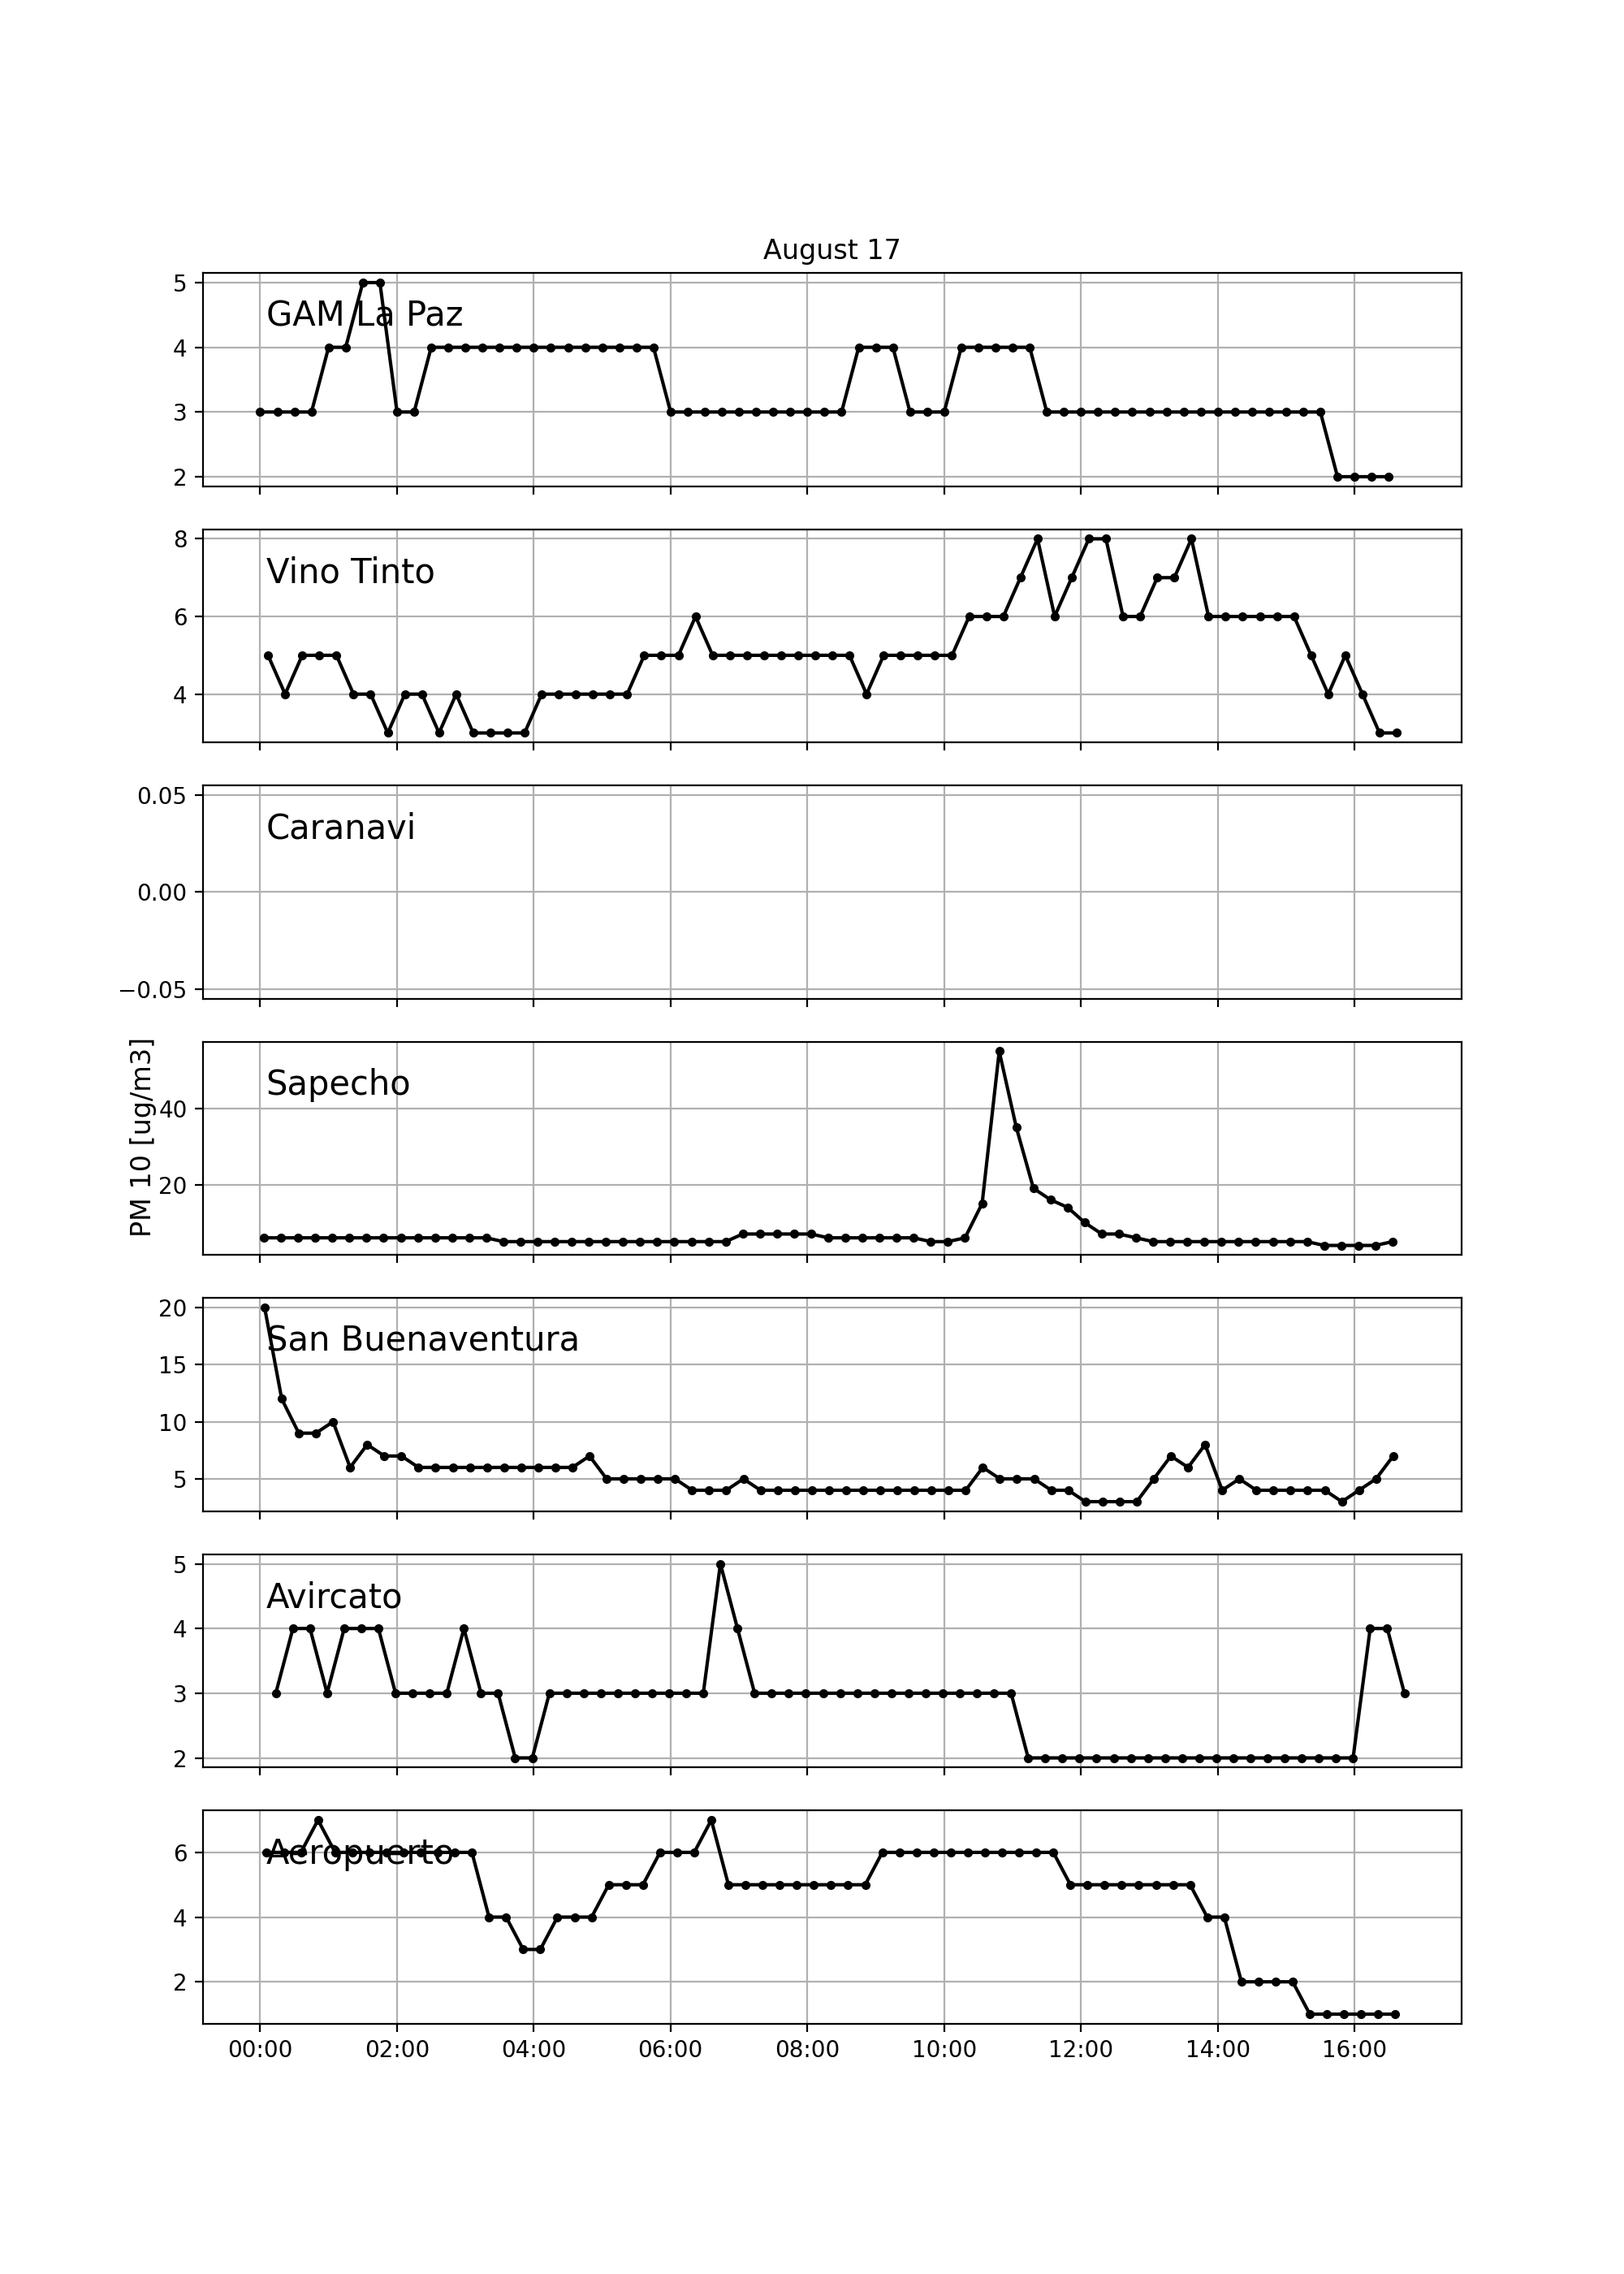 August 17
5
GAM La Paz
4
3
2
8
Vino Tinto
6
4
0.05
Caranavi
0.00
−0.05
PM 10 [ug/m3]
Sapecho
40
20
20
San Buenaventura
15
10
5
5
Avircato
4
3
2
Aeropuerto
6
4
2
00:00 02:00 04:00 06:00 08:00 10:00 12:00 14:00 16:00